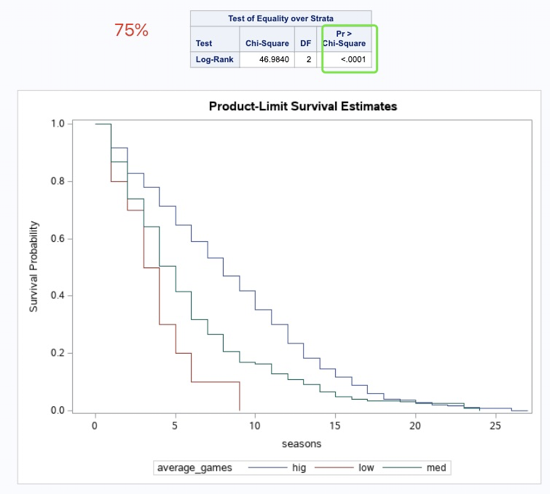 75%
Test of Equality over Strata
Test Chi-Square DF Pr > Chi-Square
Log-Rank 46.9840 2 <.0001
Product-Limit Survival Estimates
1.0
0.8
0.6
0.4
0.2
0.0
Survival Probability
0 5 10 15 20 25
seasons
average_games hig low med